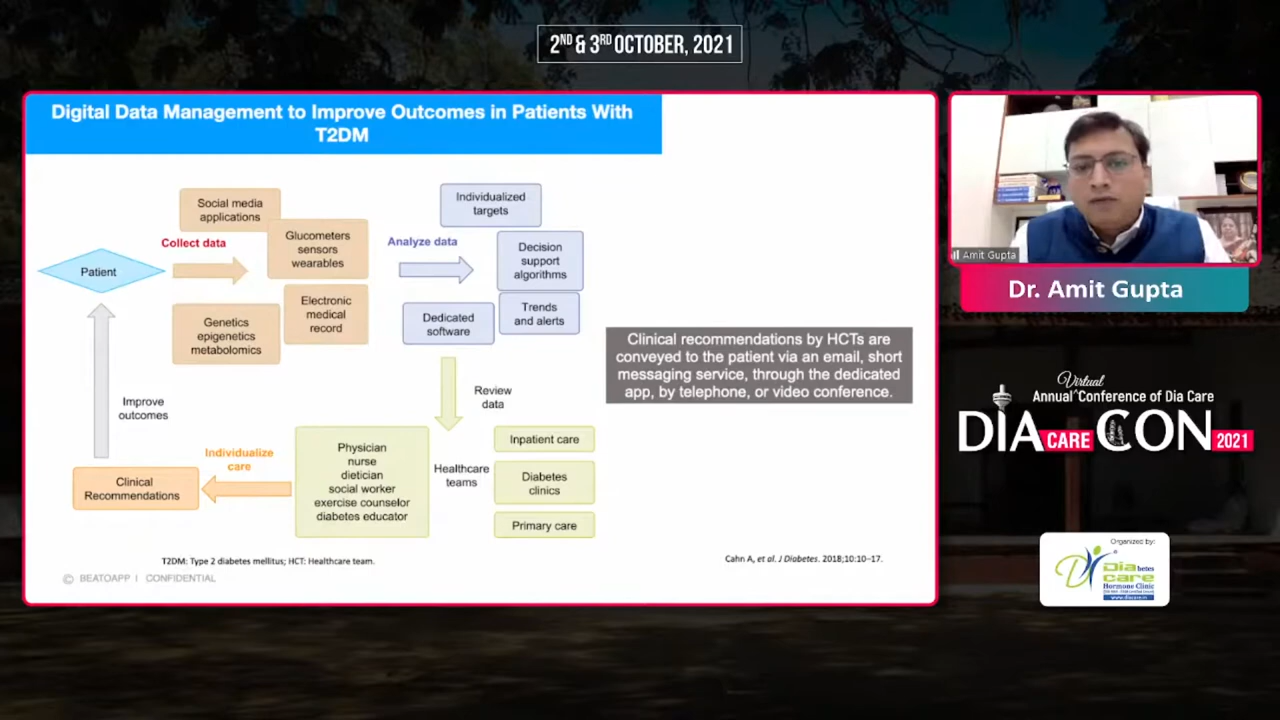 2ND & 3RD OCTOBER, 2021
Digital Data Management to Improve Outcomes in Patients With
T2DM
Social media
applications
Collect data
Glucometers
sensors
wearables
Patient
Electronic
medical
record
Genetics
epigenetics
metabolomics
Analyze data
Individualized
targets
Decision
support
algorithms
Trends
and alerts
Dedicated
software
Clinical recommendations by HCTs are
conveyed to the patient via an email, short
messaging service, through the dedicated
app, by telephone, or video conference.
Review
data
Improve
outcomes
Individualize
care
Clinical
Recommendations
Physician
nurse
dietician
social worker
exercise counselor
diabetes educator
Healthcare
teams
Inpatient care
Diabetes
clinics
Primary care
T2DM: Type 2 diabetes mellitus; HCT: Healthcare team.
Cahn A, et al. J Diabetes. 2018;10:10–17.
© BEATOAPP | CONFIDENTIAL
Amit Gupta
Dr. Amit Gupta
Virtual
Annual ^ Conference of Dia Care
DIA CARE CON 2021
Organized by:
Diabetes
care
Hormone Clinic